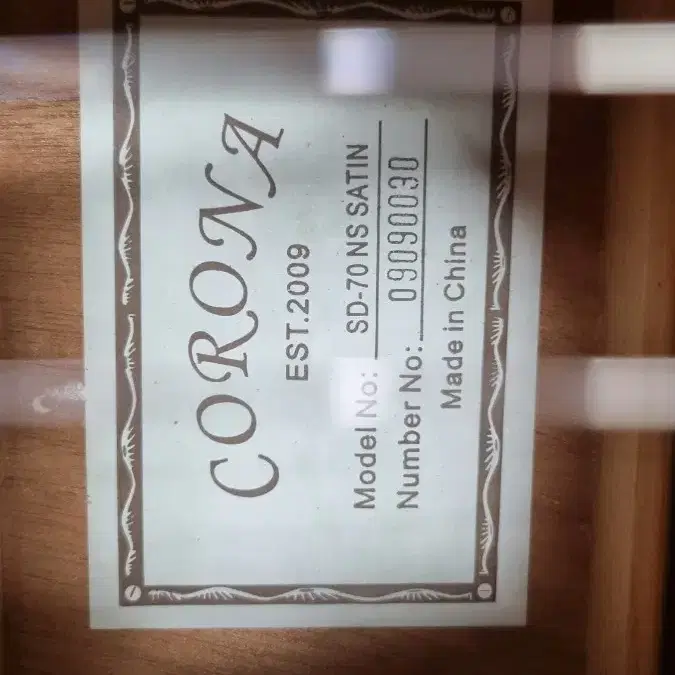 CORONA
EST.2009
Model No: SD-70 NS SATIN
Number No: 09090030
Made in China